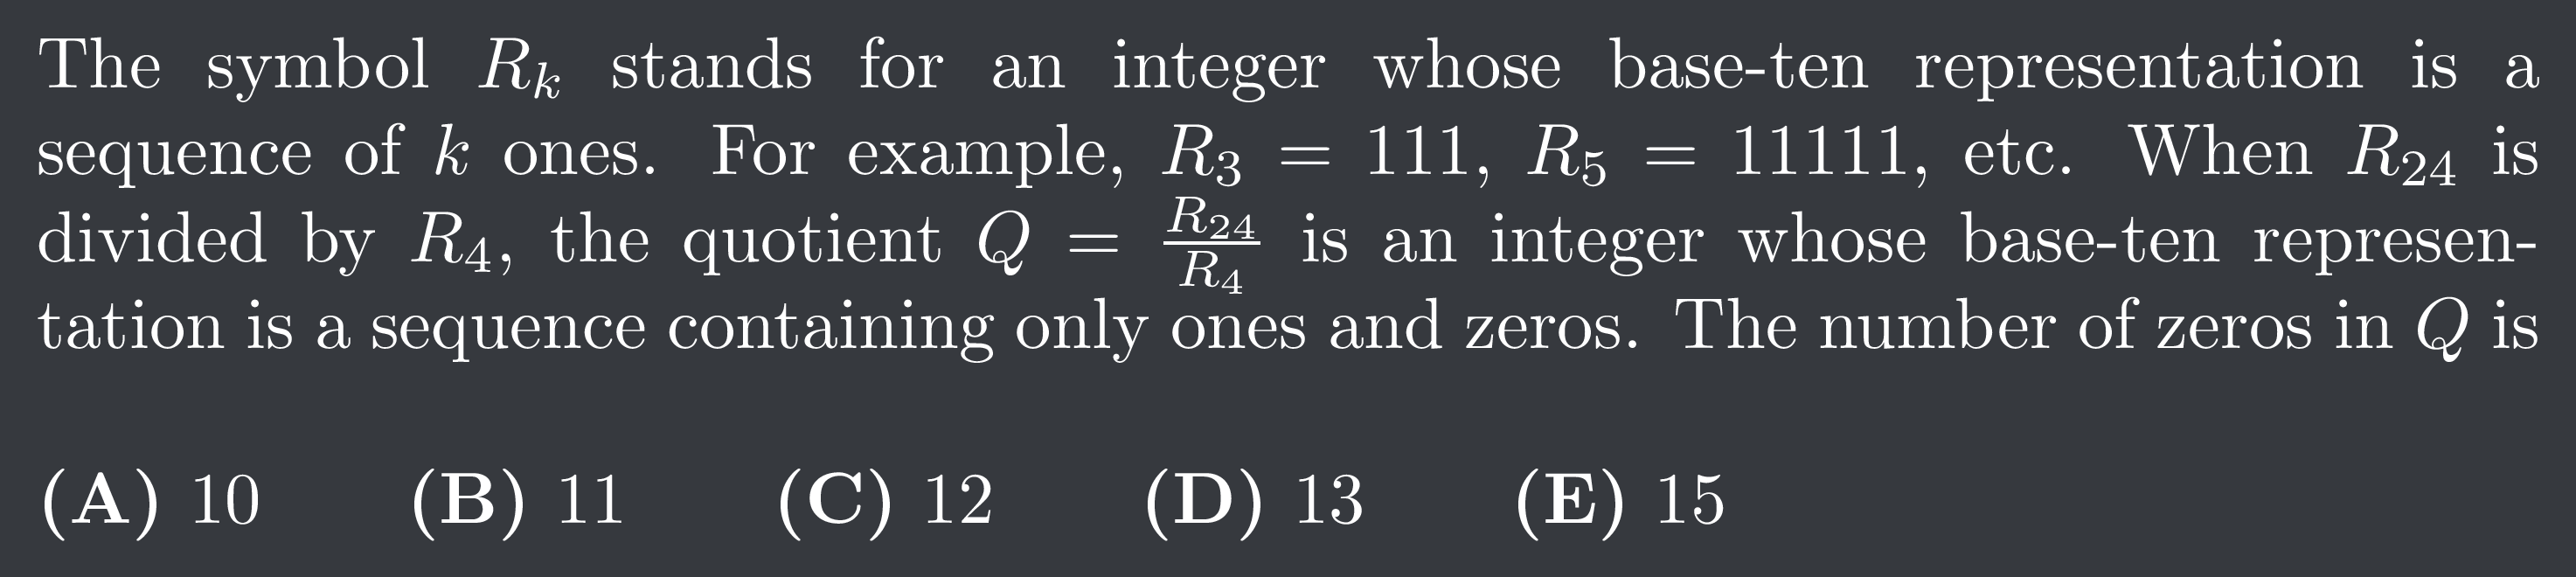 The symbol $R_k$ stands for an integer whose base-ten representation is a
sequence of $k$ ones. For example, $R_3 = 111$, $R_5 = 11111$, etc. When $R_{24}$ is
divided by $R_4$, the quotient $Q = \frac{R_{24}}{R_4}$ is an integer whose base-ten represen-
tation is a sequence containing only ones and zeros. The number of zeros in $Q$ is
(A) 10 (B) 11 (C) 12 (D) 13 (E) 15